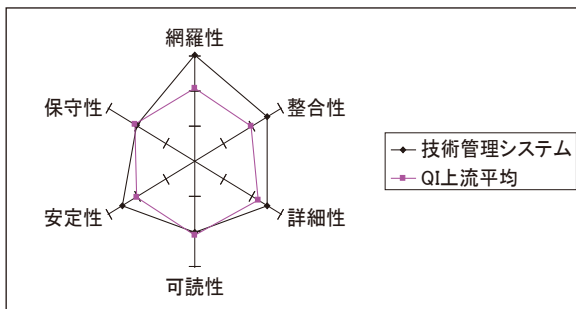 網羅性
保守性
整合性
技術管理システム
QI上流平均
安定性
詳細性
可読性